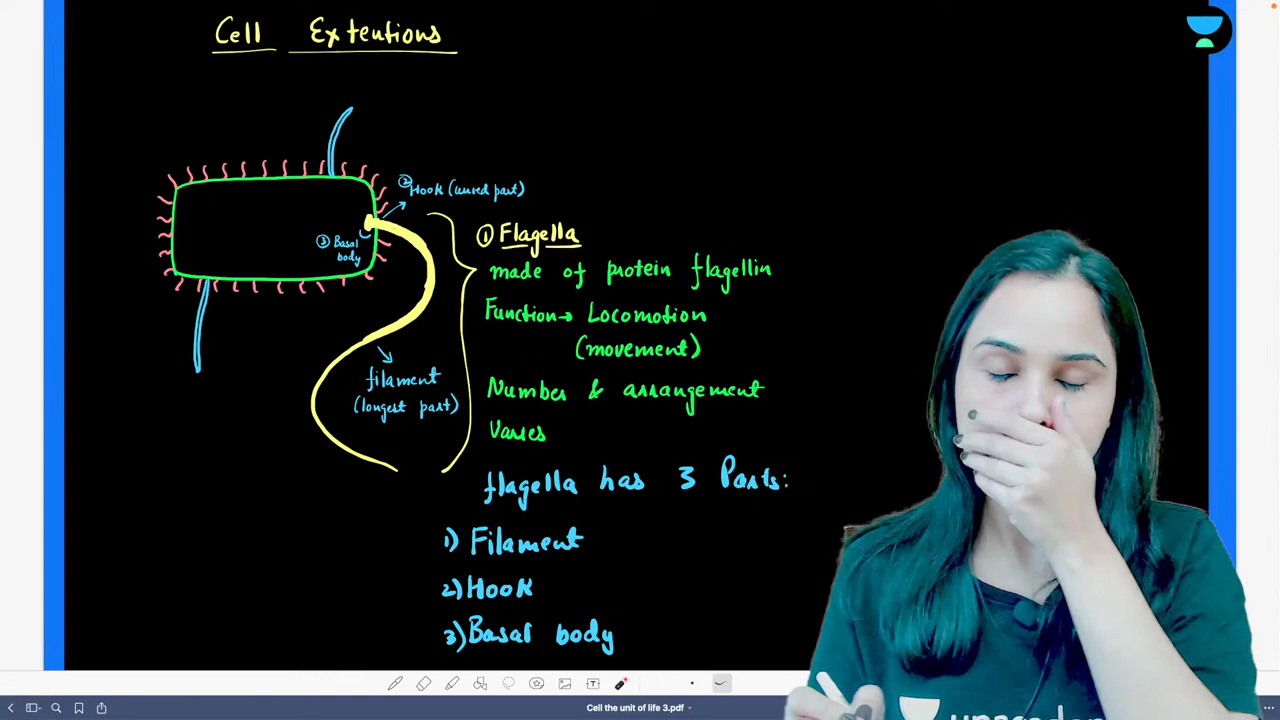 Cell Extentions
② Hook (cuved part)
③ Basal
body
① Flagella
made of protein flagellin
Function→ Locomotion
(movement)
filament
(longest part)
Number & arrangement
Varies
flagella has 3 Parts:
1) Filament
2) Hook
3) Basal body
Cell the unit of life 3.pdf